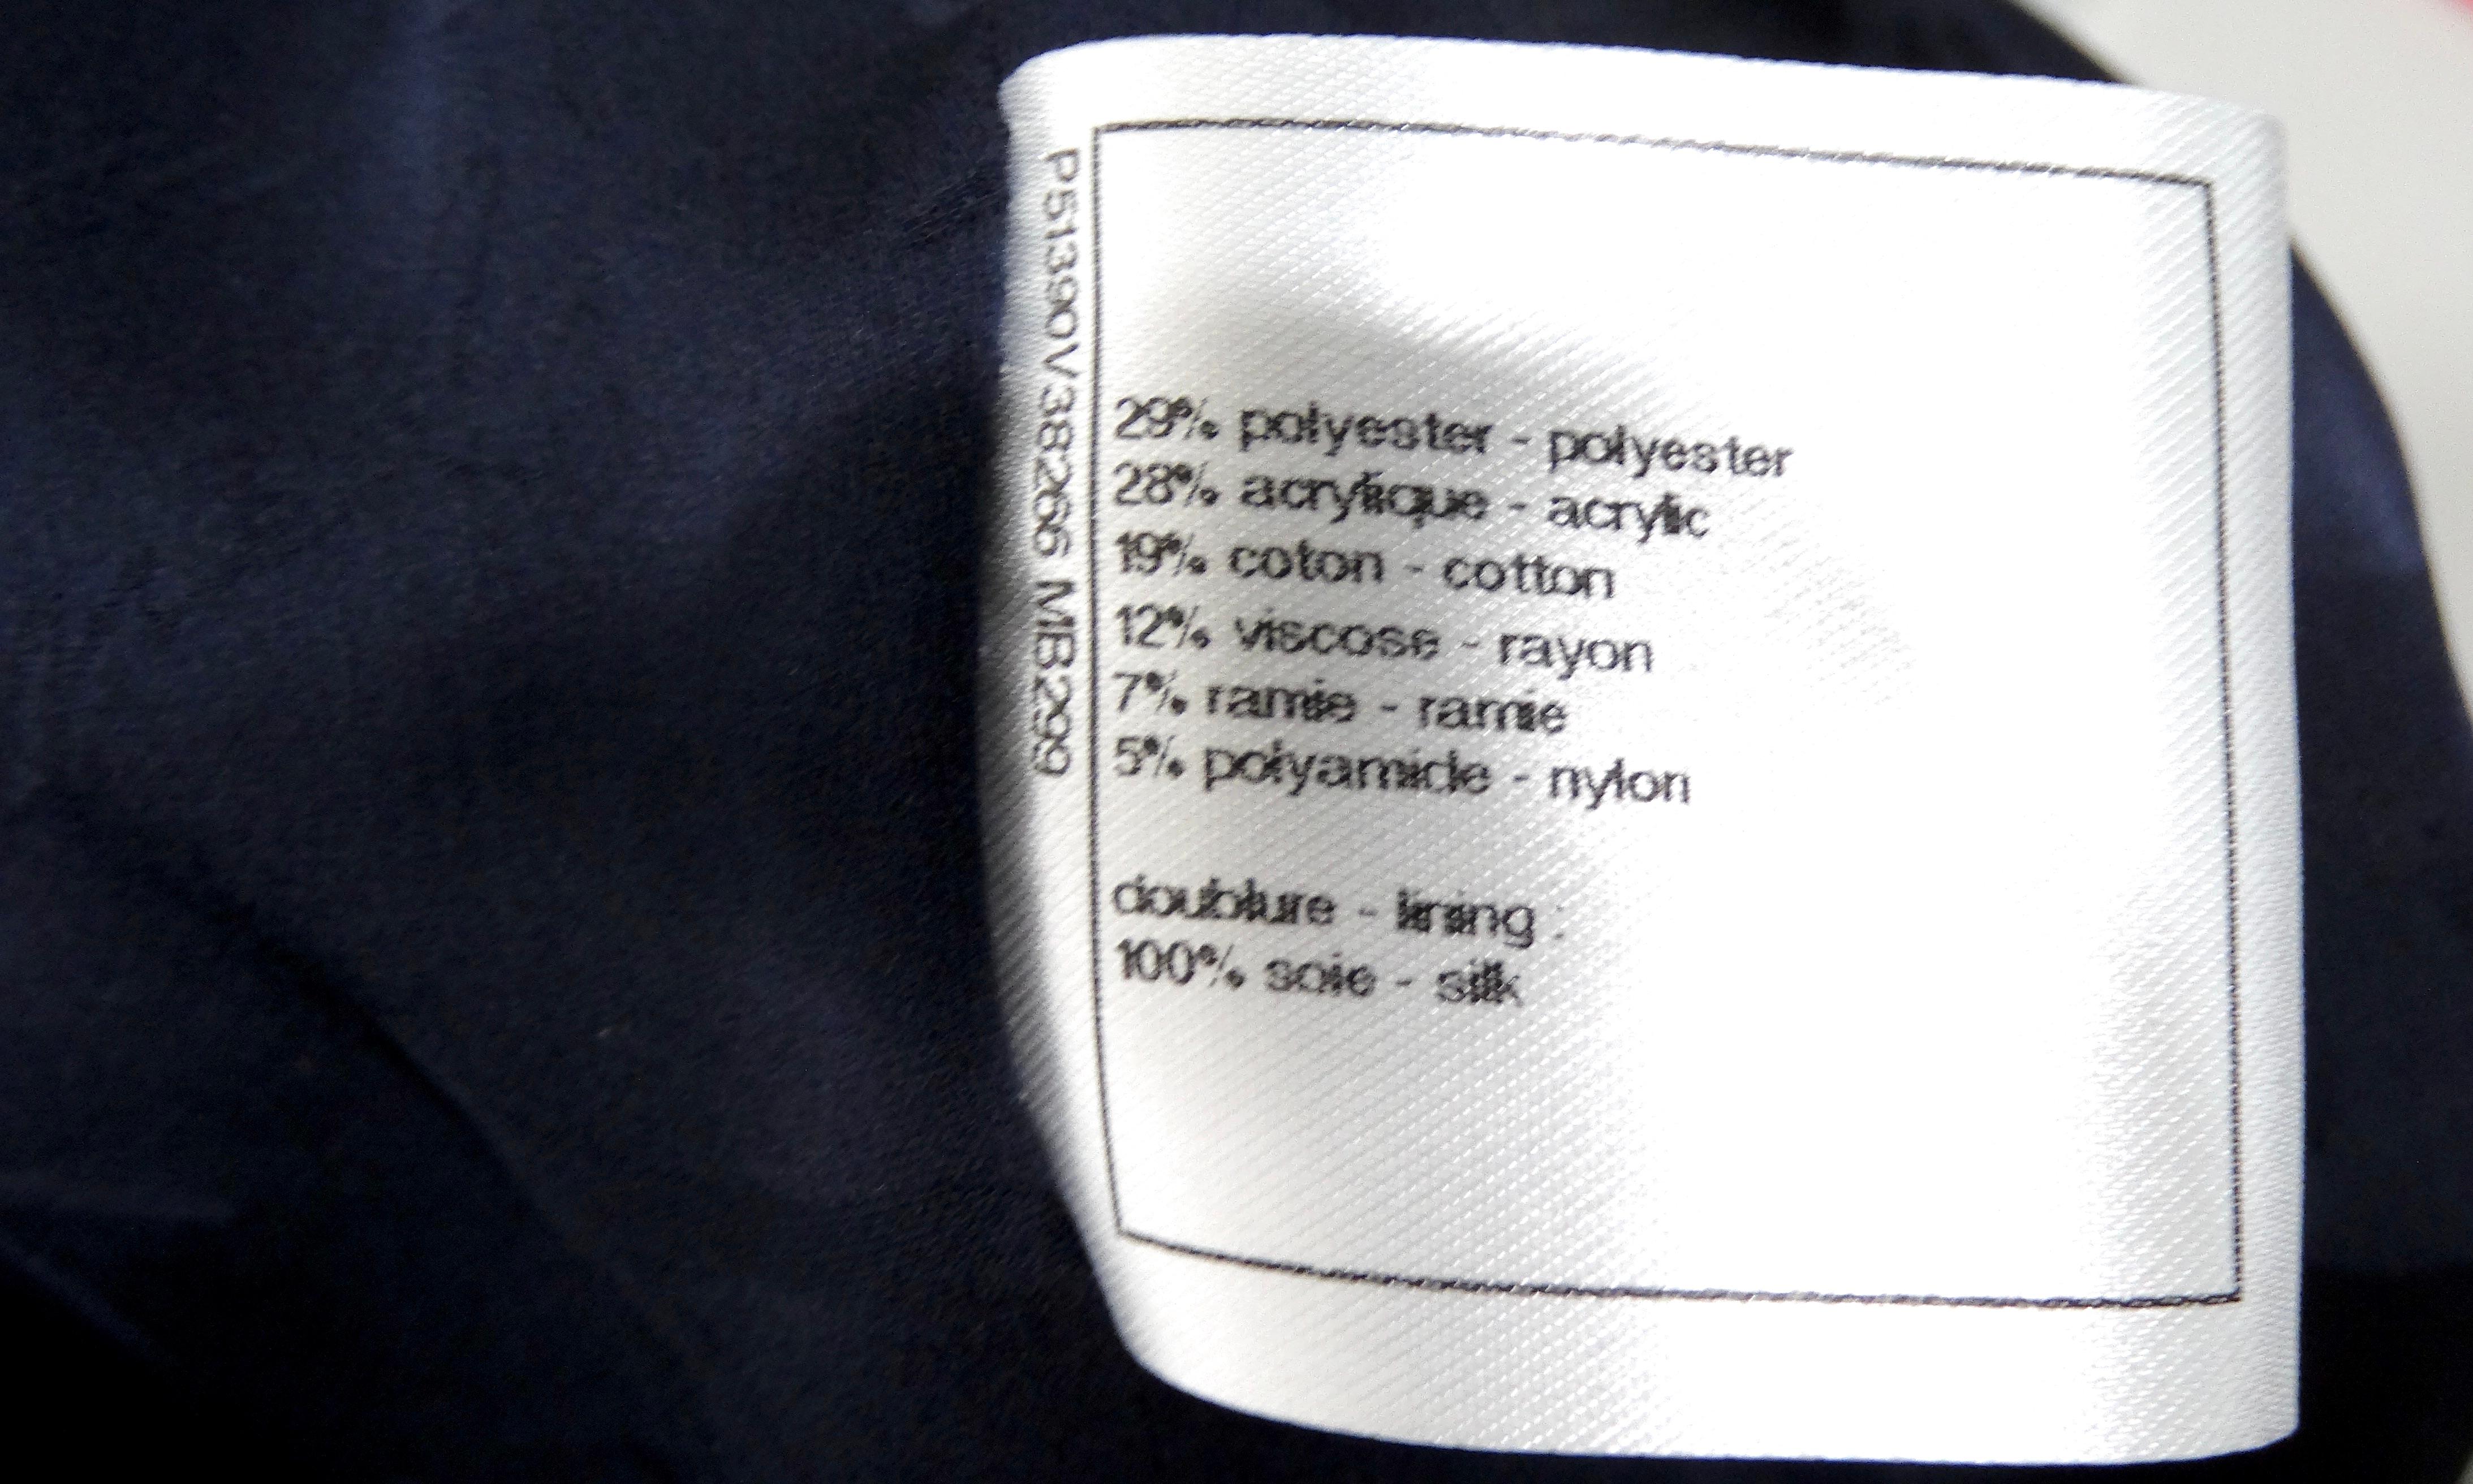 P51390V38266 MB299
29% polyester - polyester
28% acrylique - acrylic
19% coton - cotton
12% viscose - rayon
7% ramie - ramie
5% polyamide - nylon
doublure - lining :
100% soie - silk